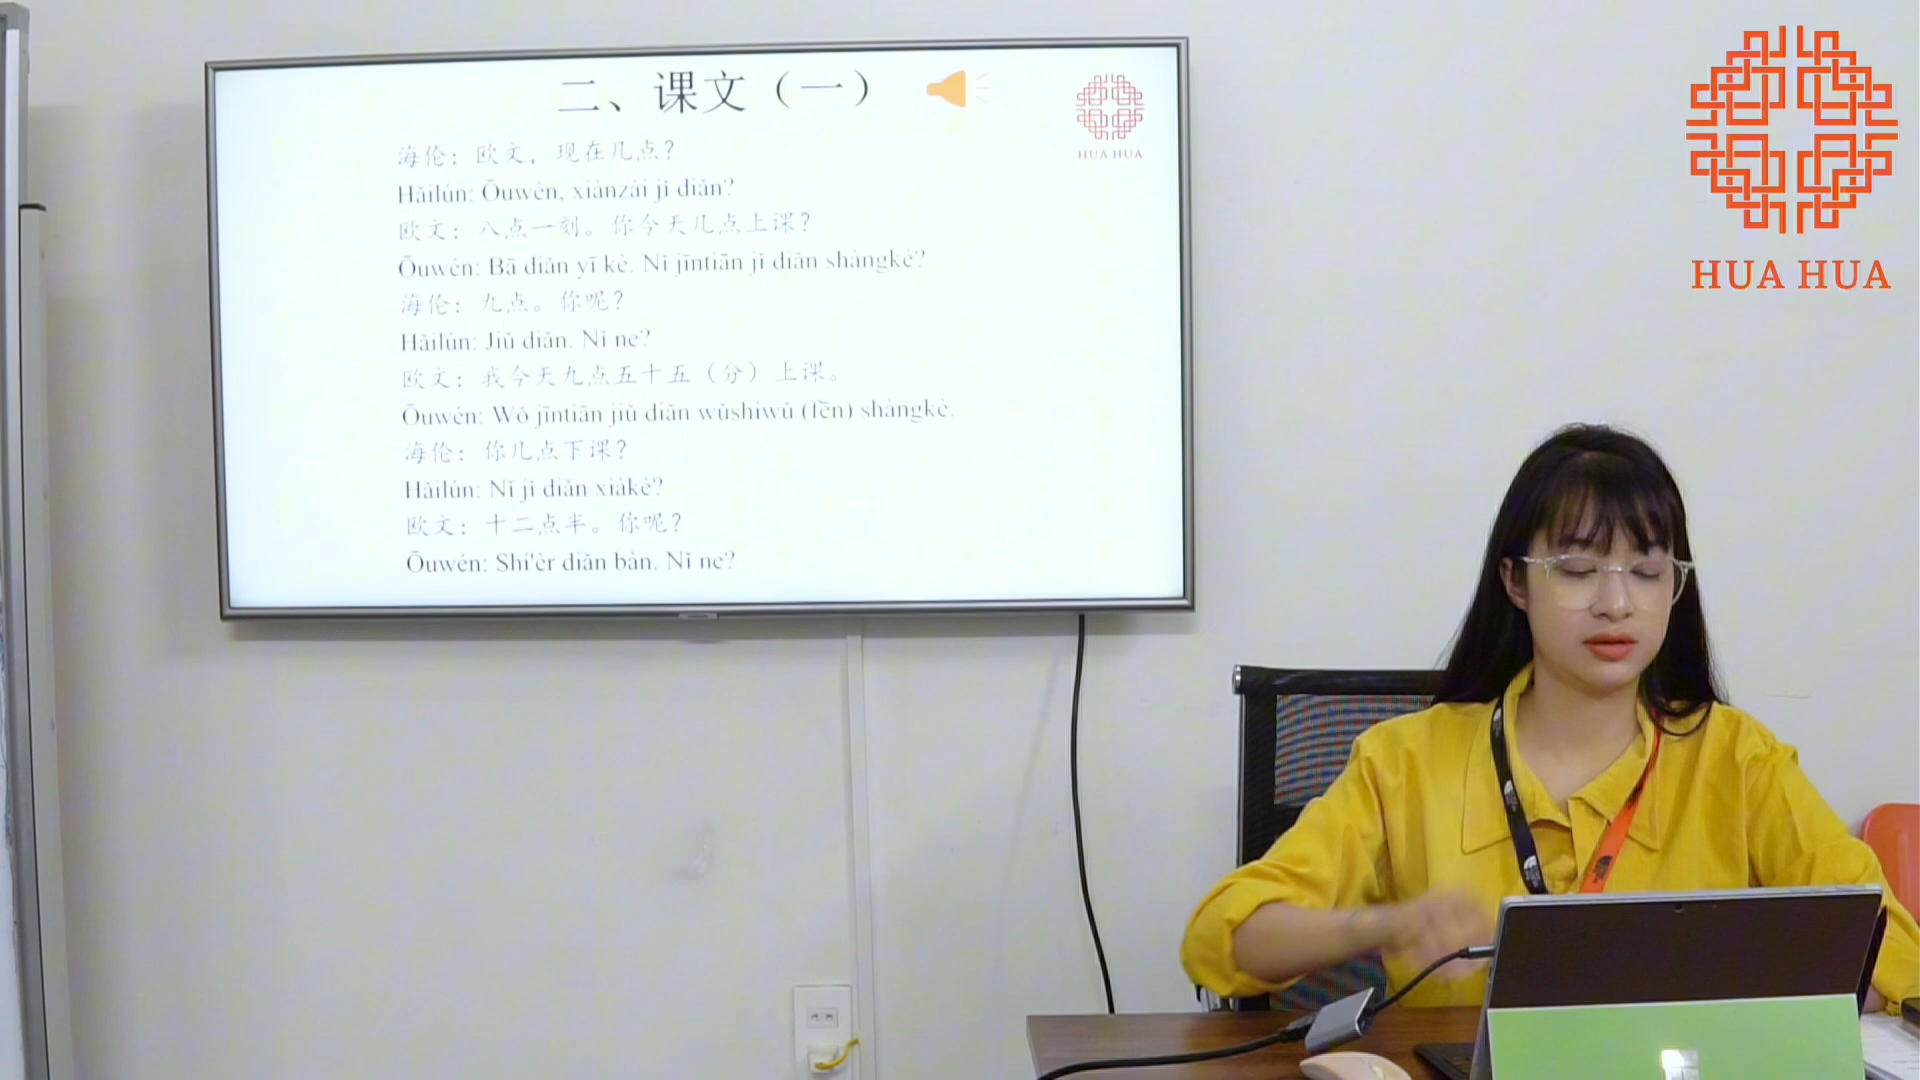 二、课文（一）
HUA HUA
海伦：欧文，现在几点？
Hǎilún: Ōuwén, xiànzài jǐ diǎn?
欧文：八点一刻。你今天几点上课？
Ōuwén: Bā diǎn yī kè. Nǐ jīntiān jǐ diǎn shàngkè?
海伦：九点。你呢？
Hǎilún: Jiǔ diǎn. Nǐ ne?
欧文：我今天九点五十五（分）上课。
Ōuwén: Wǒ jīntiān jiǔ diǎn wǔshíwǔ (fēn) shàngkè.
海伦：你几点下课？
Hǎilún: Nǐ jǐ diǎn xiàkè?
欧文：十二点半。你呢？
Ōuwén: Shí'èr diǎn bàn. Nǐ ne?
HUA HUA